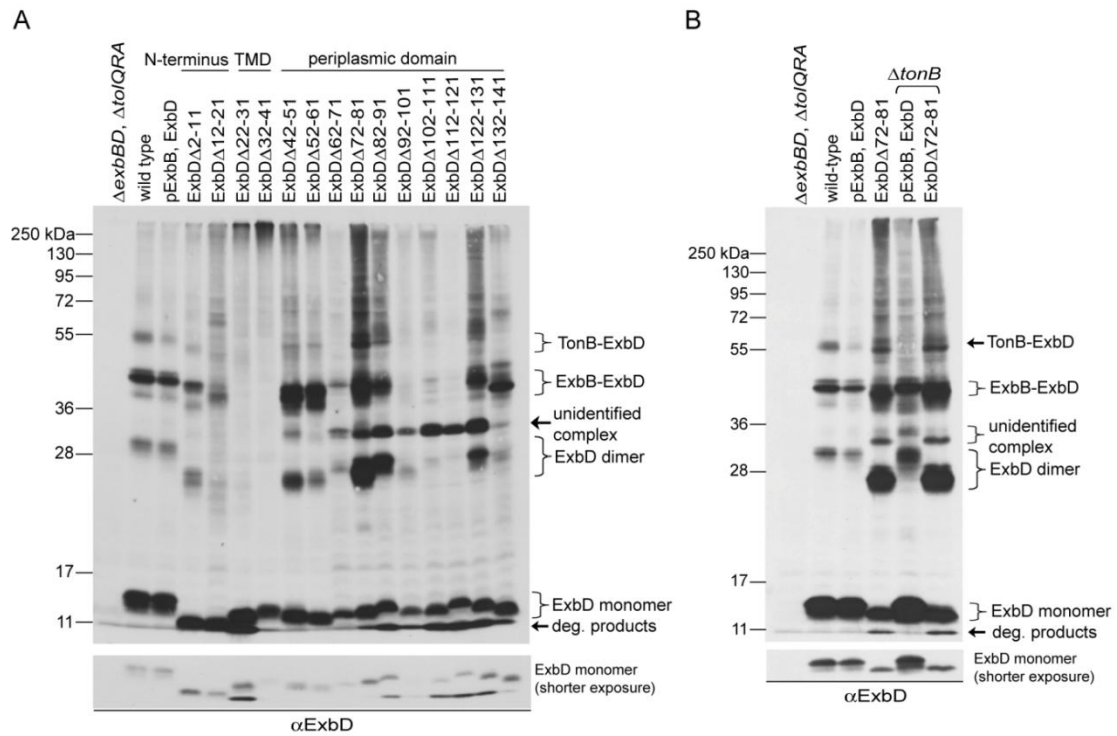 A
N-terminus TMD periplasmic domain
ΔexbBD, ΔtolQRA
wild type
pExbB, ExbD
ExbDΔ2-11
ExbDΔ12-21
ExbDΔ22-31
ExbDΔ32-41
ExbDΔ42-51
ExbDΔ52-61
ExbDΔ62-71
ExbDΔ72-81
ExbDΔ82-91
ExbDΔ92-101
ExbDΔ102-111
ExbDΔ112-121
ExbDΔ122-131
ExbDΔ132-141
250 kDa
130
95
72
55
36
28
17
11
TonB-ExbD
ExbB-ExbD
unidentified
complex
ExbD dimer
ExbD monomer
deg. products
ExbD monomer
(shorter exposure)
αExbD
B
ΔtonB
ΔexbBD, ΔtolQRA
wild-type
pExbB, ExbD
ExbDΔ72-81
pExbB, ExbD
ExbDΔ72-81
250 kDa
130
95
72
55
36
28
17
11
TonB-ExbD
ExbB-ExbD
unidentified
complex
ExbD dimer
ExbD monomer
deg. products
ExbD monomer
(shorter exposure)
αExbD